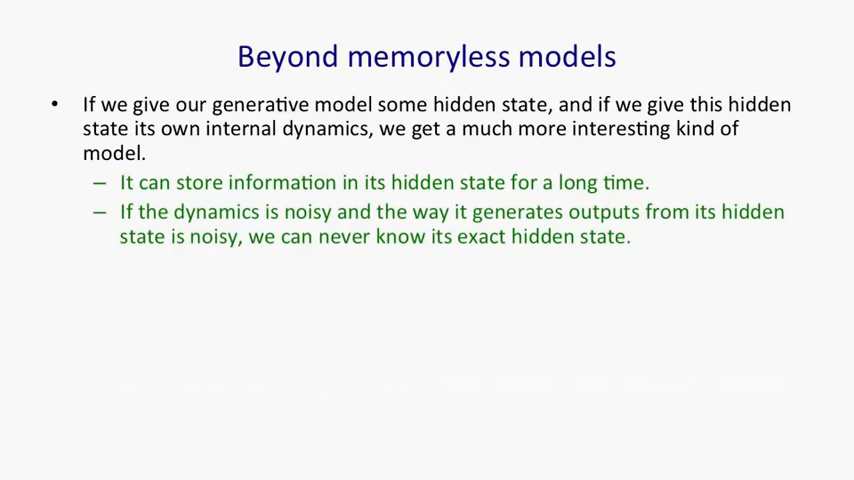 Beyond memoryless models
• If we give our generative model some hidden state, and if we give this hidden
state its own internal dynamics, we get a much more interesting kind of
model.
– It can store information in its hidden state for a long time.
– If the dynamics is noisy and the way it generates outputs from its hidden
state is noisy, we can never know its exact hidden state.